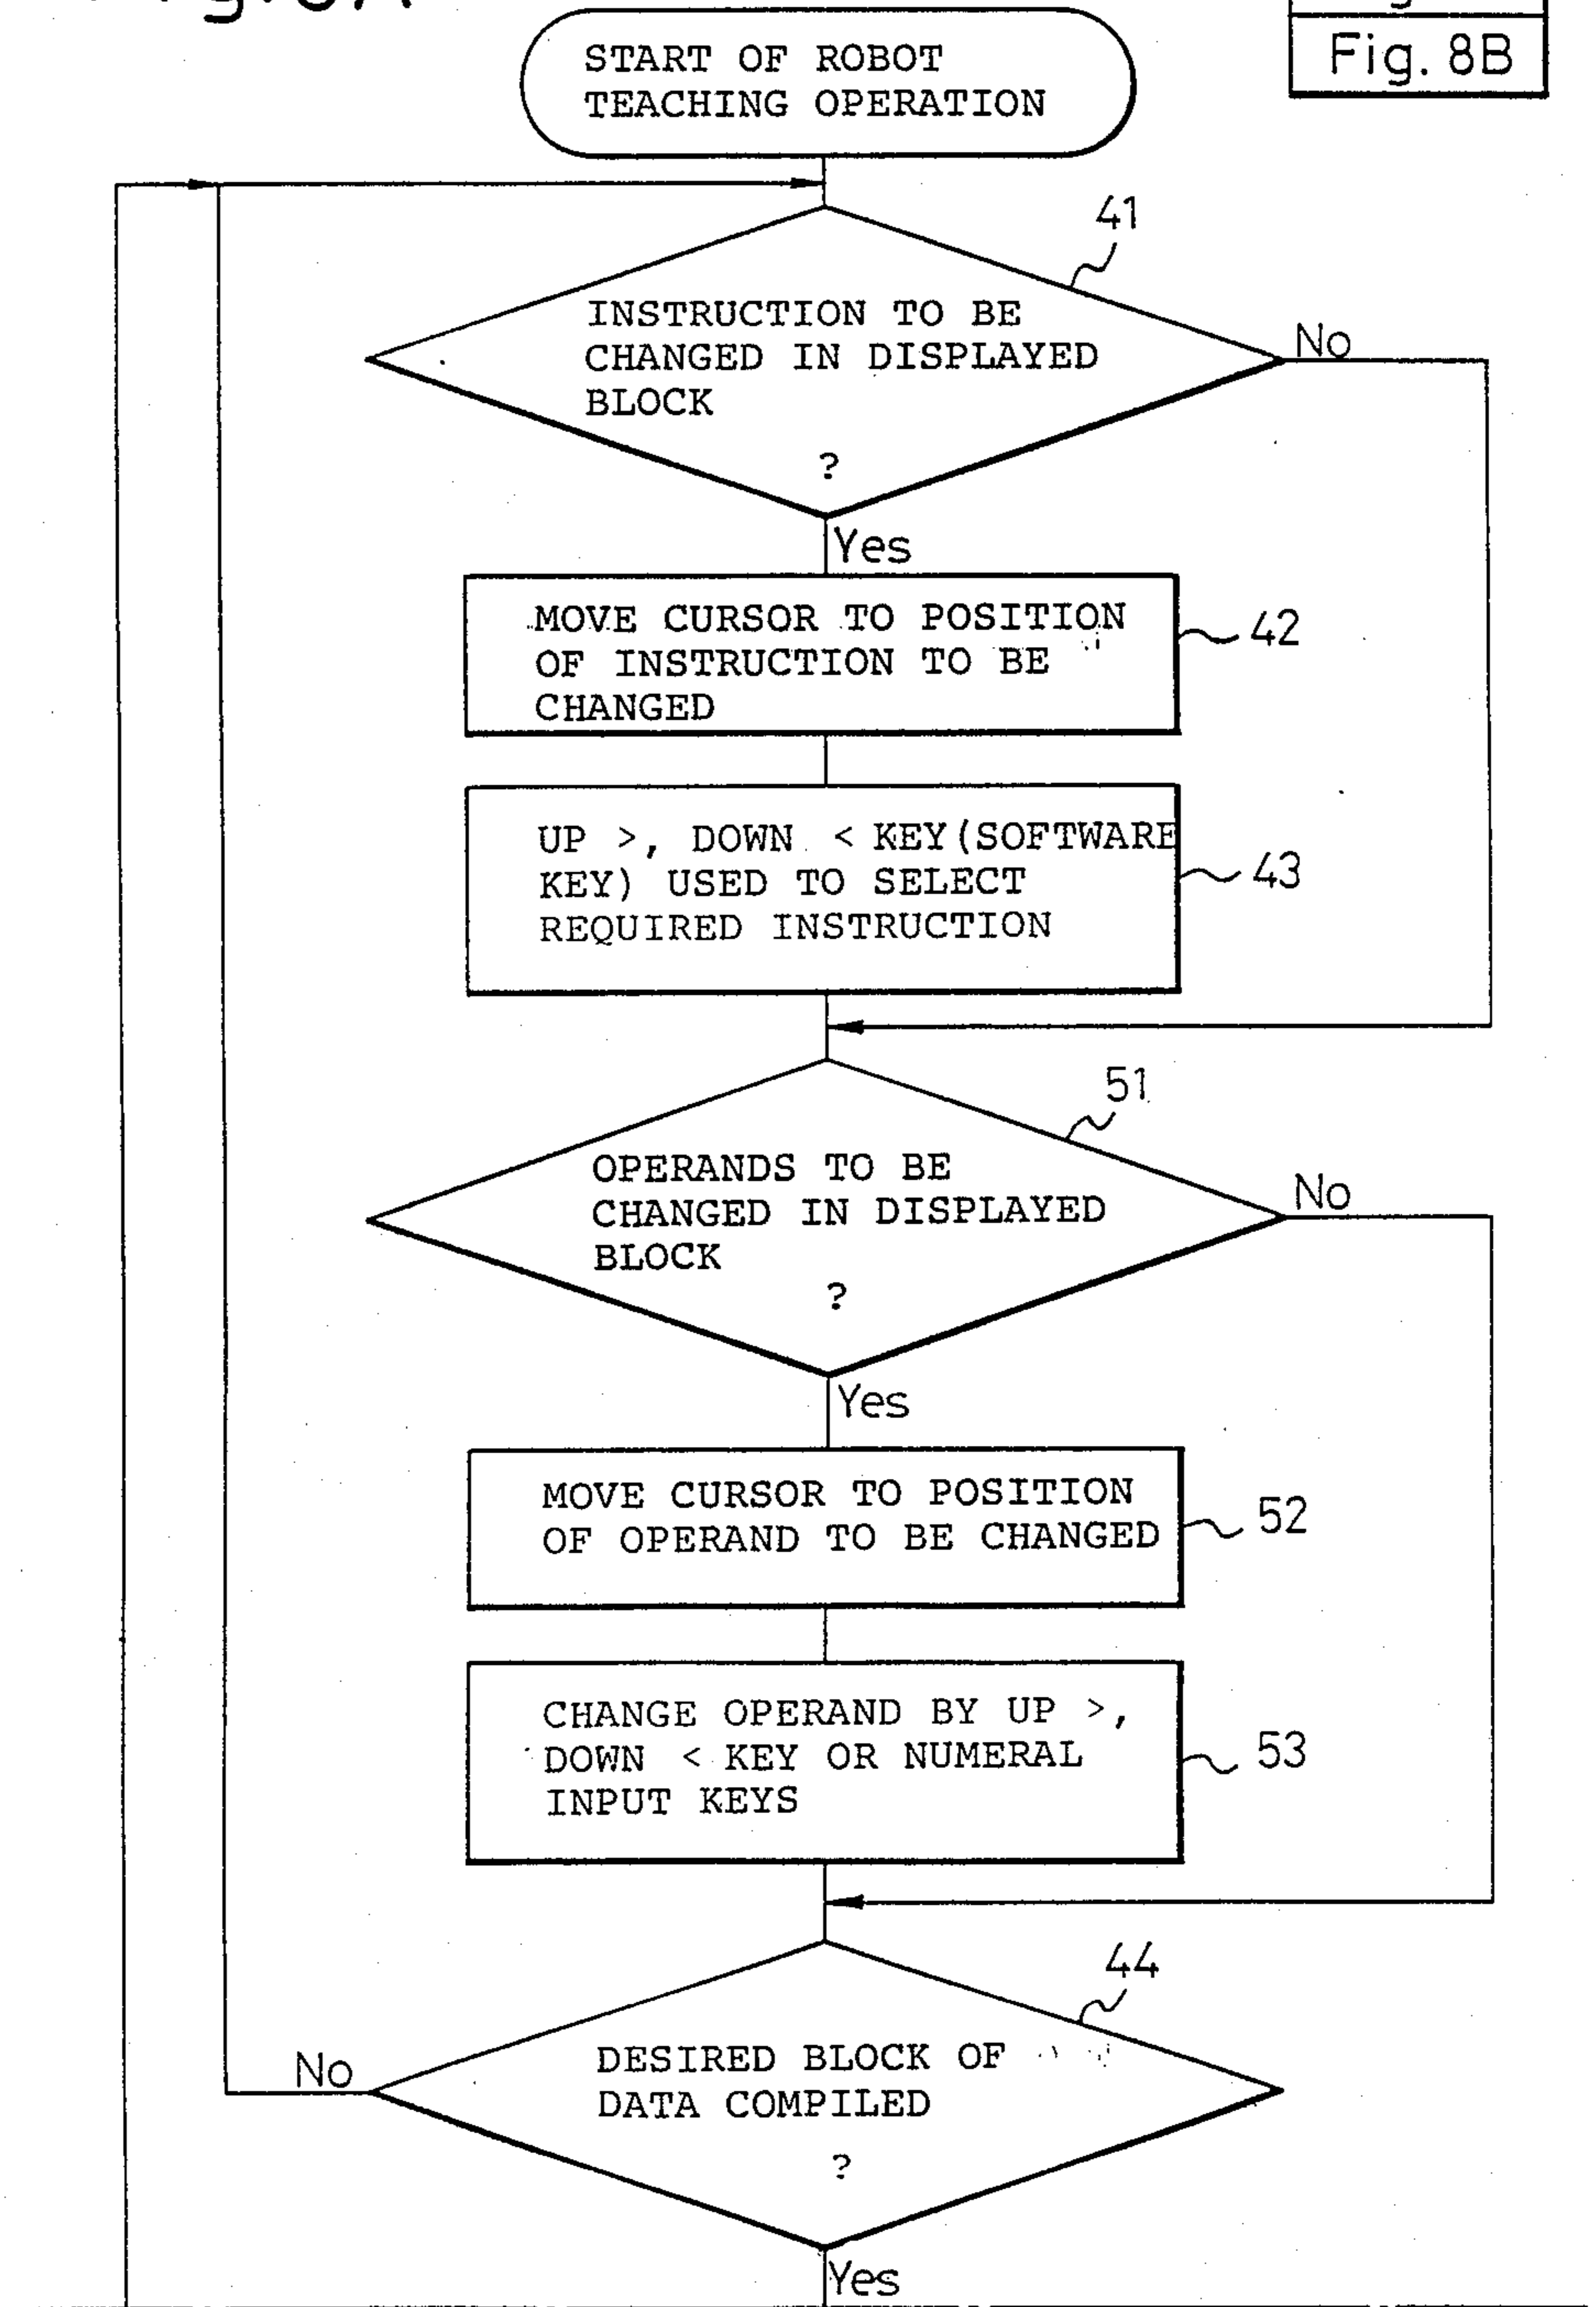 Fig. 8B
START OF ROBOT
TEACHING OPERATION
41
INSTRUCTION TO BE
CHANGED IN DISPLAYED
BLOCK
?
No
Yes
MOVE CURSOR TO POSITION
OF INSTRUCTION TO BE
CHANGED
42
UP >, DOWN < KEY(SOFTWARE
KEY) USED TO SELECT
REQUIRED INSTRUCTION
43
51
OPERANDS TO BE
CHANGED IN DISPLAYED
BLOCK
?
No
Yes
MOVE CURSOR TO POSITION
OF OPERAND TO BE CHANGED
52
CHANGE OPERAND BY UP >,
DOWN < KEY OR NUMERAL
INPUT KEYS
53
44
DESIRED BLOCK OF
DATA COMPILED
?
No
Yes